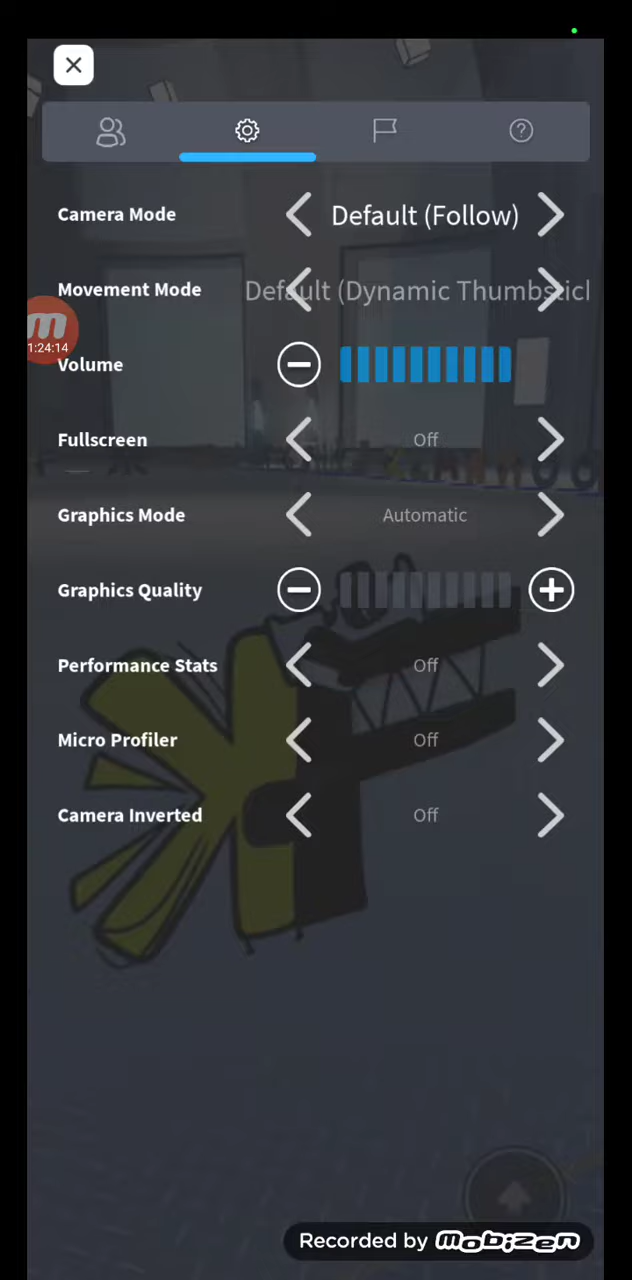 Camera Mode
Default (Follow)
Movement Mode
Default (Dynamic Thumbsticl
1:24:14
Volume
Fullscreen
Off
Graphics Mode
Automatic
Graphics Quality
Performance Stats
Off
Micro Profiler
Off
Camera Inverted
Off
Recorded by mobizen